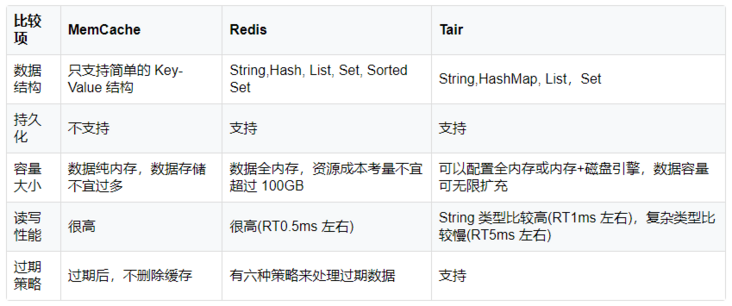 比较项 MemCache Redis Tair
数据结构 只支持简单的 Key-Value 结构 String,Hash, List, Set, Sorted Set String,HashMap, List，Set
持久化 不支持 支持 支持
容量大小 数据纯内存，数据存储不宜过多 数据全内存，资源成本考量不宜超过 100GB 可以配置全内存或内存+磁盘引擎，数据容量可无限扩充
读写性能 很高 很高(RT0.5ms 左右) String 类型比较高(RT1ms 左右)，复杂类型比较慢(RT5ms 左右)
过期策略 过期后，不删除缓存 有六种策略来处理过期数据 支持